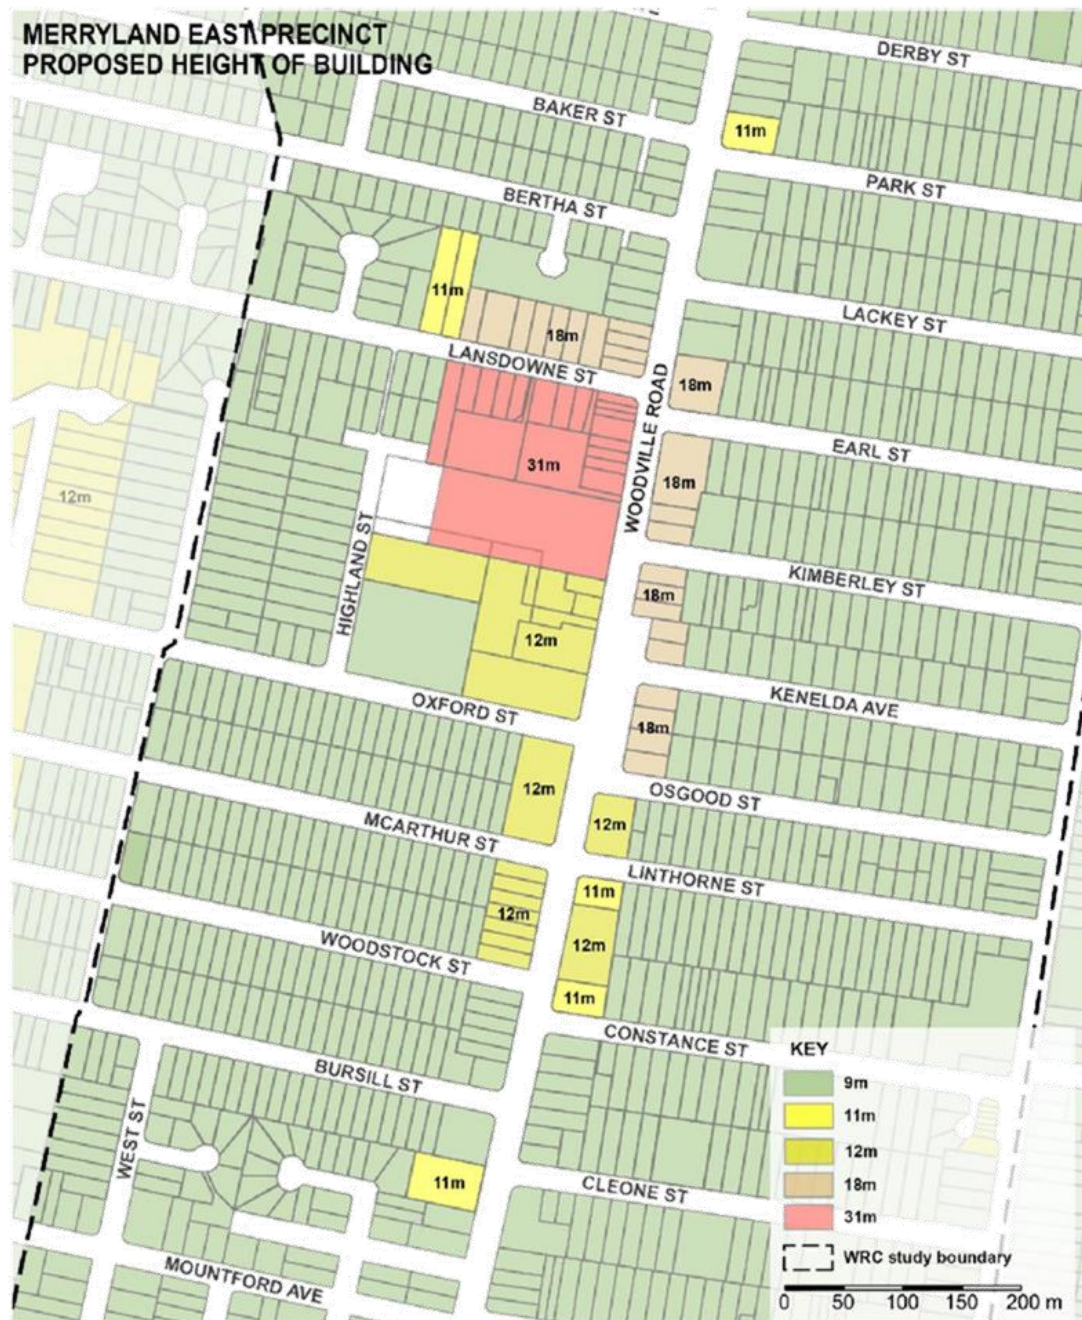 MERRYLAND EAST PRECINCT
PROPOSED HEIGHT OF BUILDING
DERBY ST
BAKER ST
11m
PARK ST
BERTHA ST
11m
LACKEY ST
18m
LANSDOWNE ST
18m
WOODVILLE ROAD
EARL ST
31m
18m
12m
HIGHLAND ST
KIMBERLEY ST
18m
12m
KENELDA AVE
OXFORD ST
18m
12m
OSGOOD ST
MCARTHUR ST
12m
LINTHORNE ST
11m
12m
12m
WOODSTOCK ST
11m
CONSTANCE ST
BURSILL ST
WEST ST
11m
CLEONE ST
MOUNTFORD AVE
KEY
9m
11m
12m
18m
31m
WRC study boundary
0 50 100 150 200 m